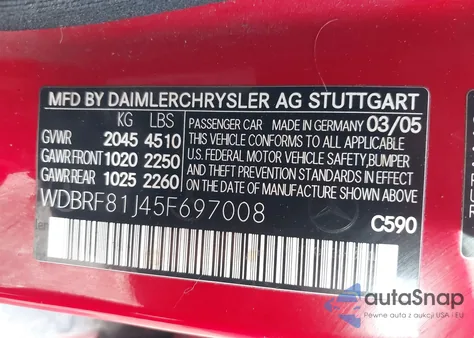 MFD BY DAIMLERCHRYSLER AG STUTTGART
KG LBS
GVWR 2045 4510
GAWR FRONT 1020 2250
GAWR REAR 1025 2260
PASSENGER CAR MADE IN GERMANY 03/05
THIS VEHICLE CONFORMS TO ALL APPLICABLE
U.S. FEDERAL MOTOR VEHICLE SAFETY, BUMPER
AND THEFT PREVENTION STANDARDS IN EFFECT
ON THE DATE OF MANUFACTURE SHOWN ABOVE
WDBRF81J45F697008
C590
autoSnap
Pewne auta z aukcji USA i EU